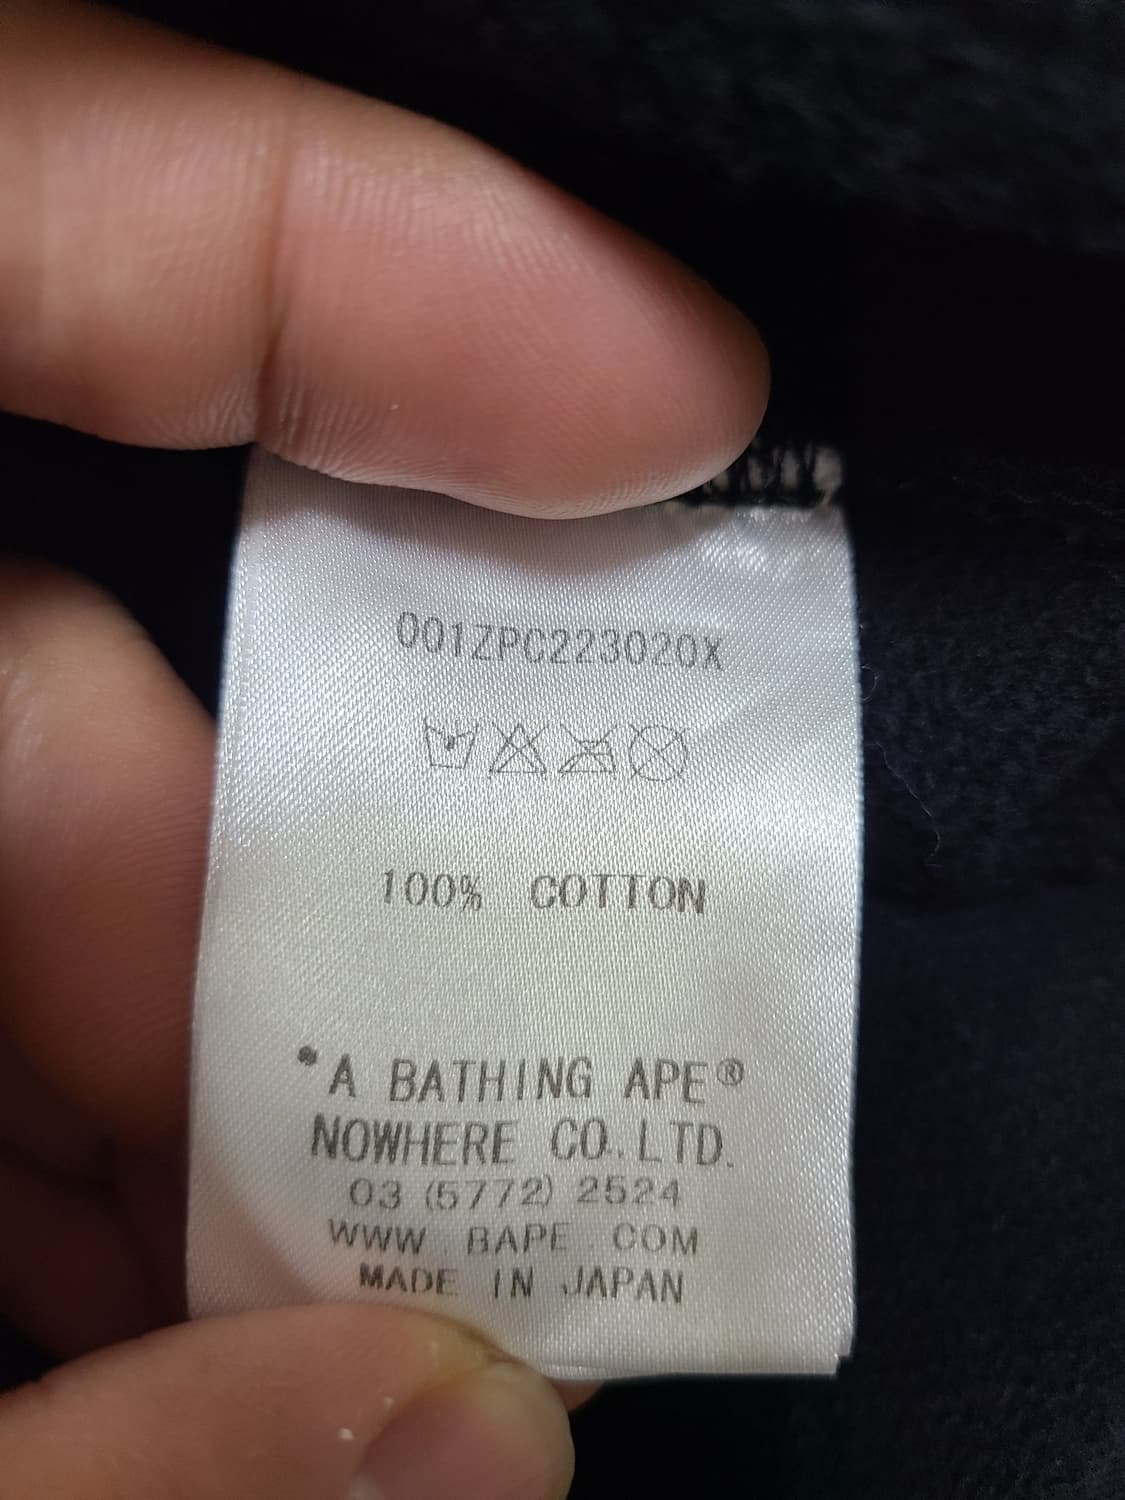 001ZPC223020X
100% COTTON
*A BATHING APE®
NOWHERE CO.LTD.
03 (5772) 2524
WWW.BAPE.COM
MADE IN JAPAN